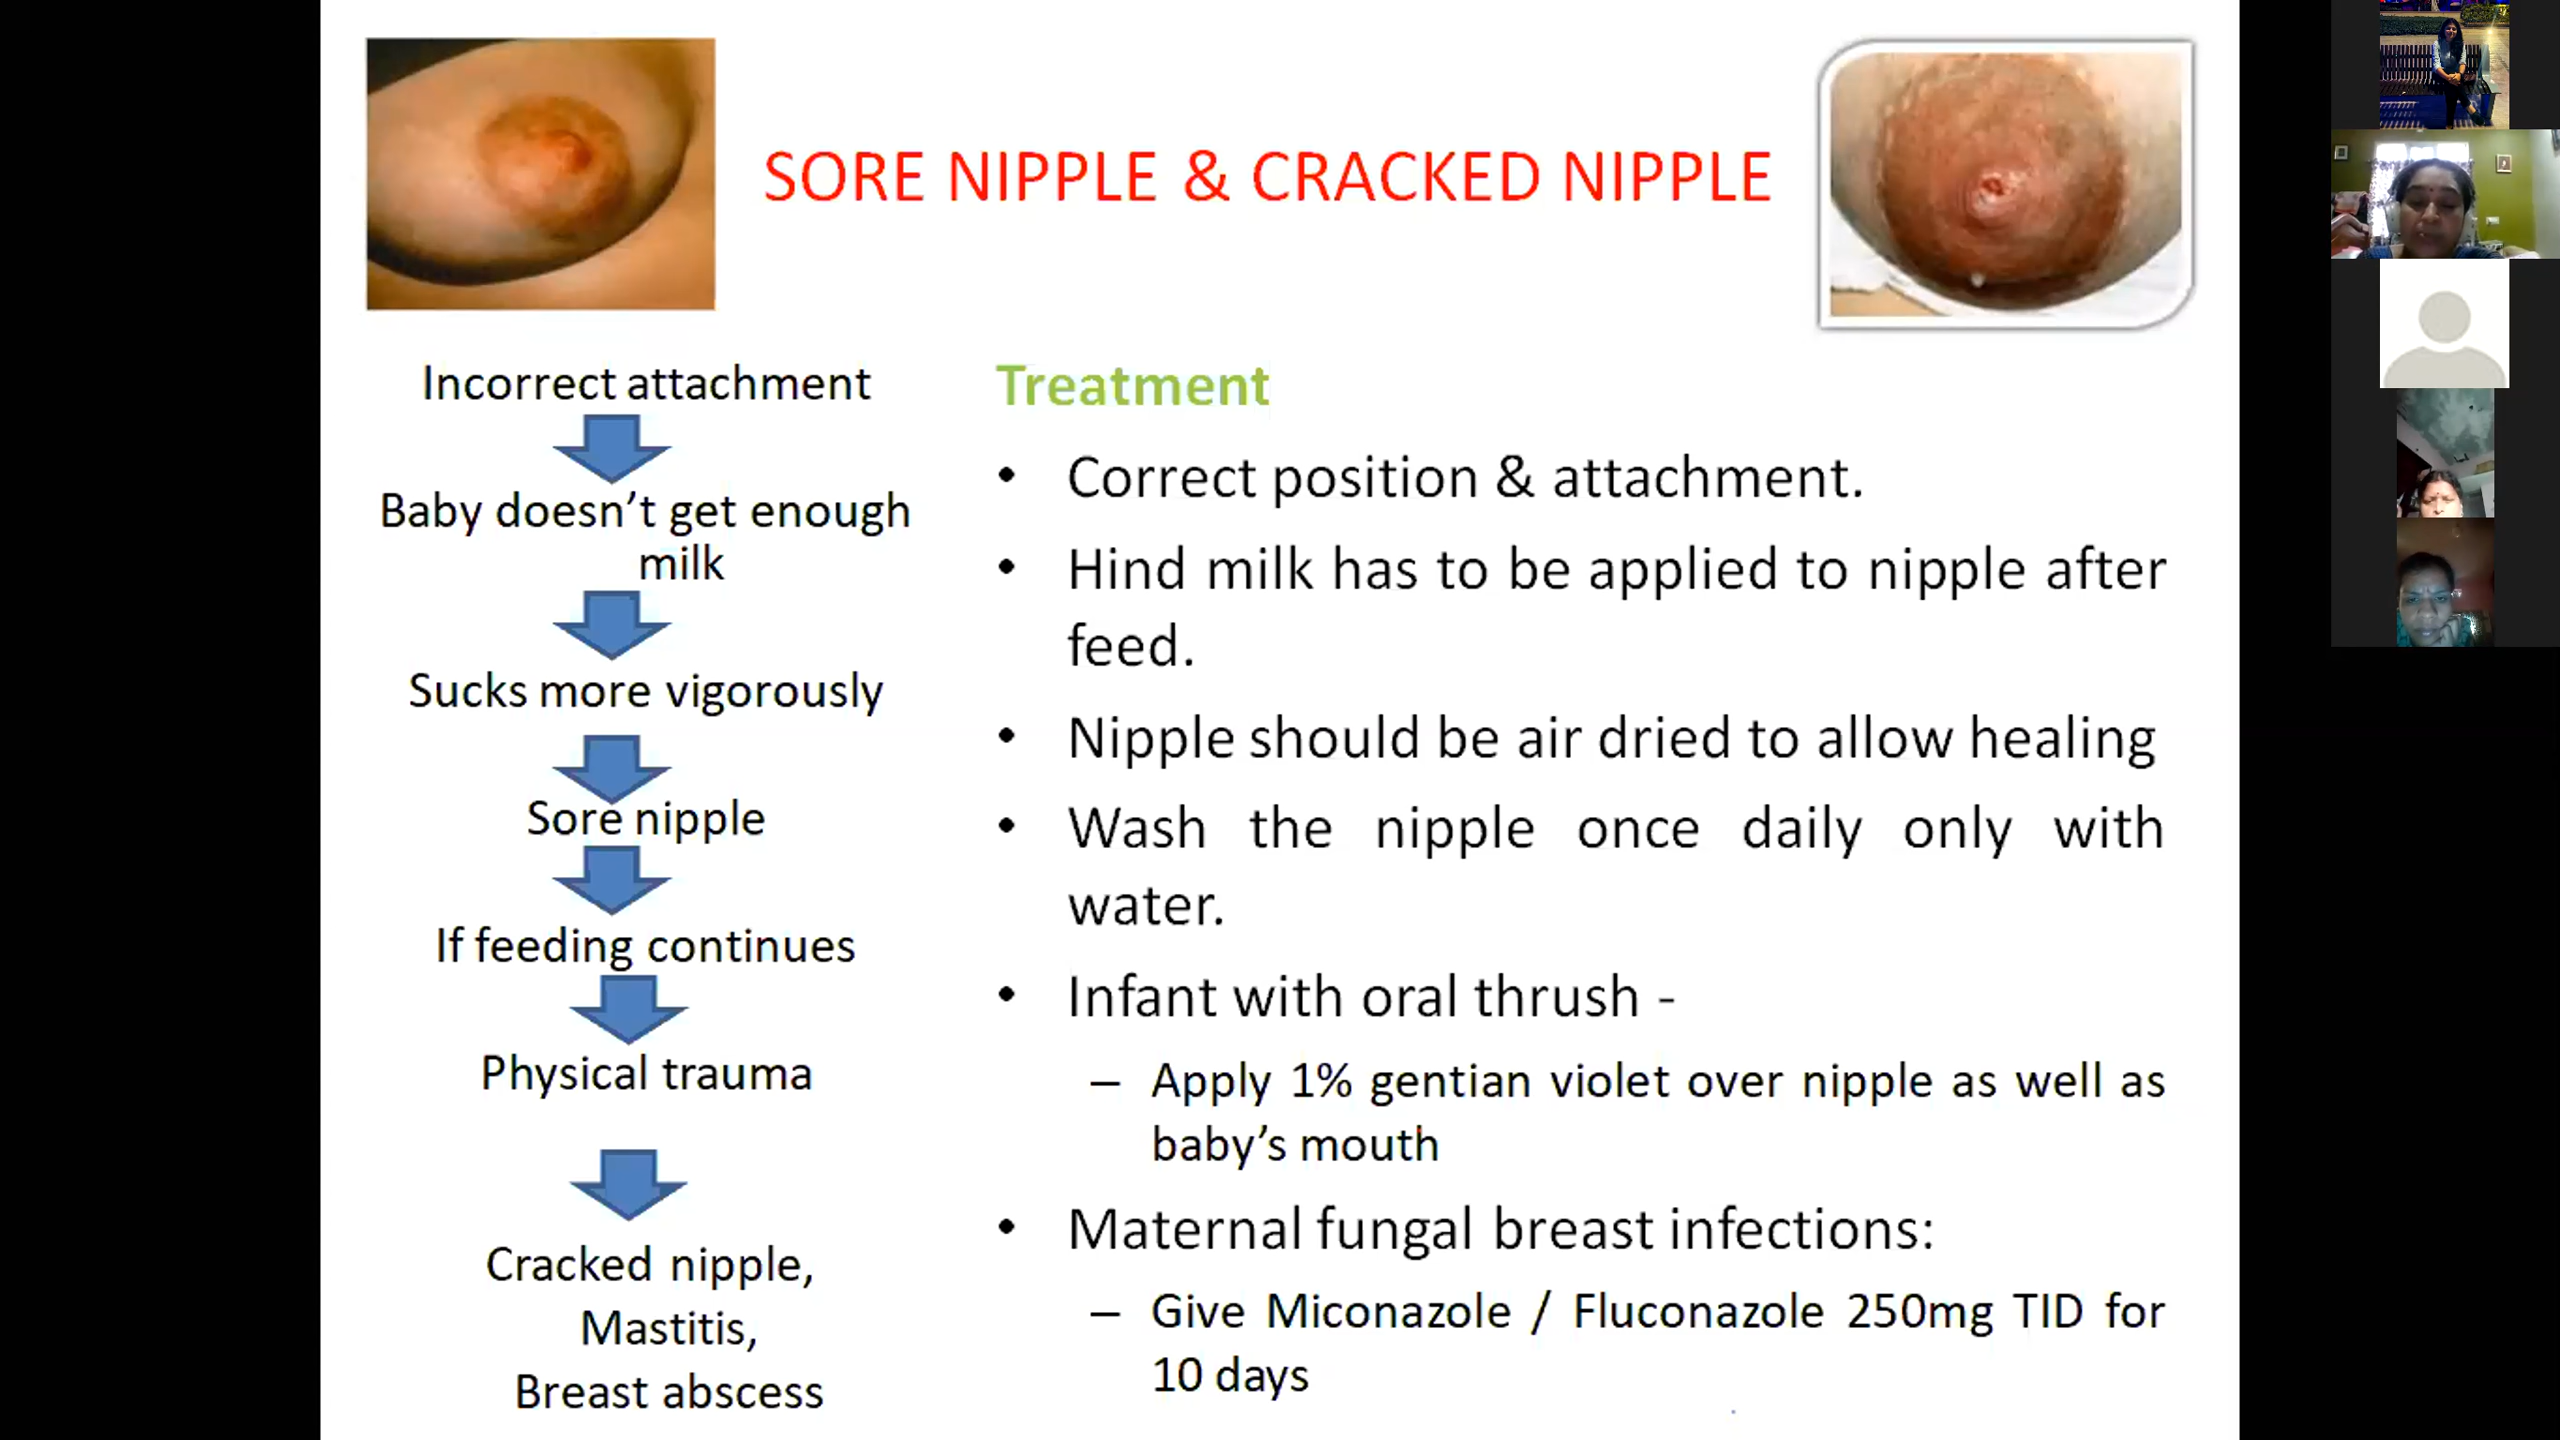 SORE NIPPLE & CRACKED NIPPLE
Incorrect attachment
Baby doesn’t get enough
milk
Sucks more vigorously
Sore nipple
If feeding continues
Physical trauma
Cracked nipple,
Mastitis,
Breast abscess
Treatment
• Correct position & attachment.
• Hind milk has to be applied to nipple after
feed.
• Nipple should be air dried to allow healing
• Wash the nipple once daily only with
water.
• Infant with oral thrush -
– Apply 1% gentian violet over nipple as well as
baby’s mouth
• Maternal fungal breast infections:
– Give Miconazole / Fluconazole 250mg TID for
10 days